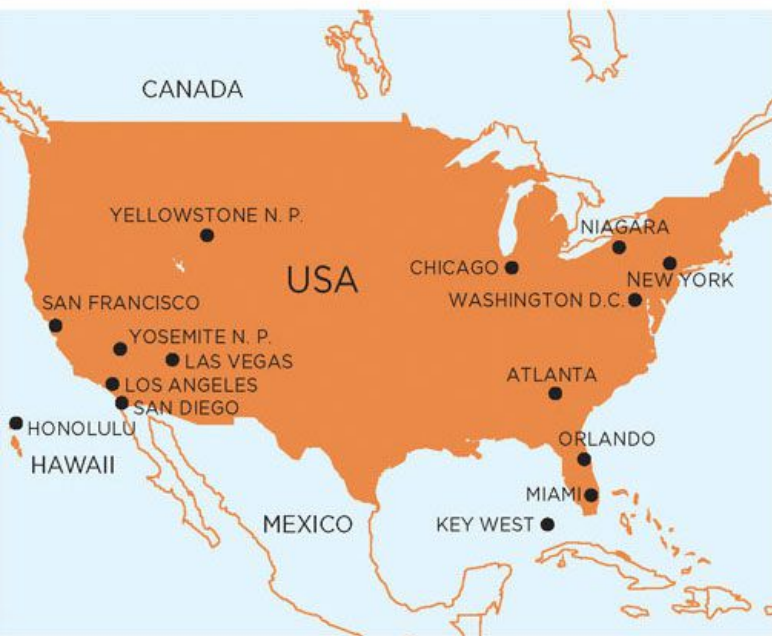 CANADA
YELLOWSTONE N. P.
NIAGARA
USA
CHICAGO
NEW YORK
WASHINGTON D.C.
SAN FRANCISCO
YOSEMITE N. P.
LAS VEGAS
ATLANTA
LOS ANGELES
SAN DIEGO
HONOLULU
ORLANDO
HAWAII
MIAMI
MEXICO
KEY WEST